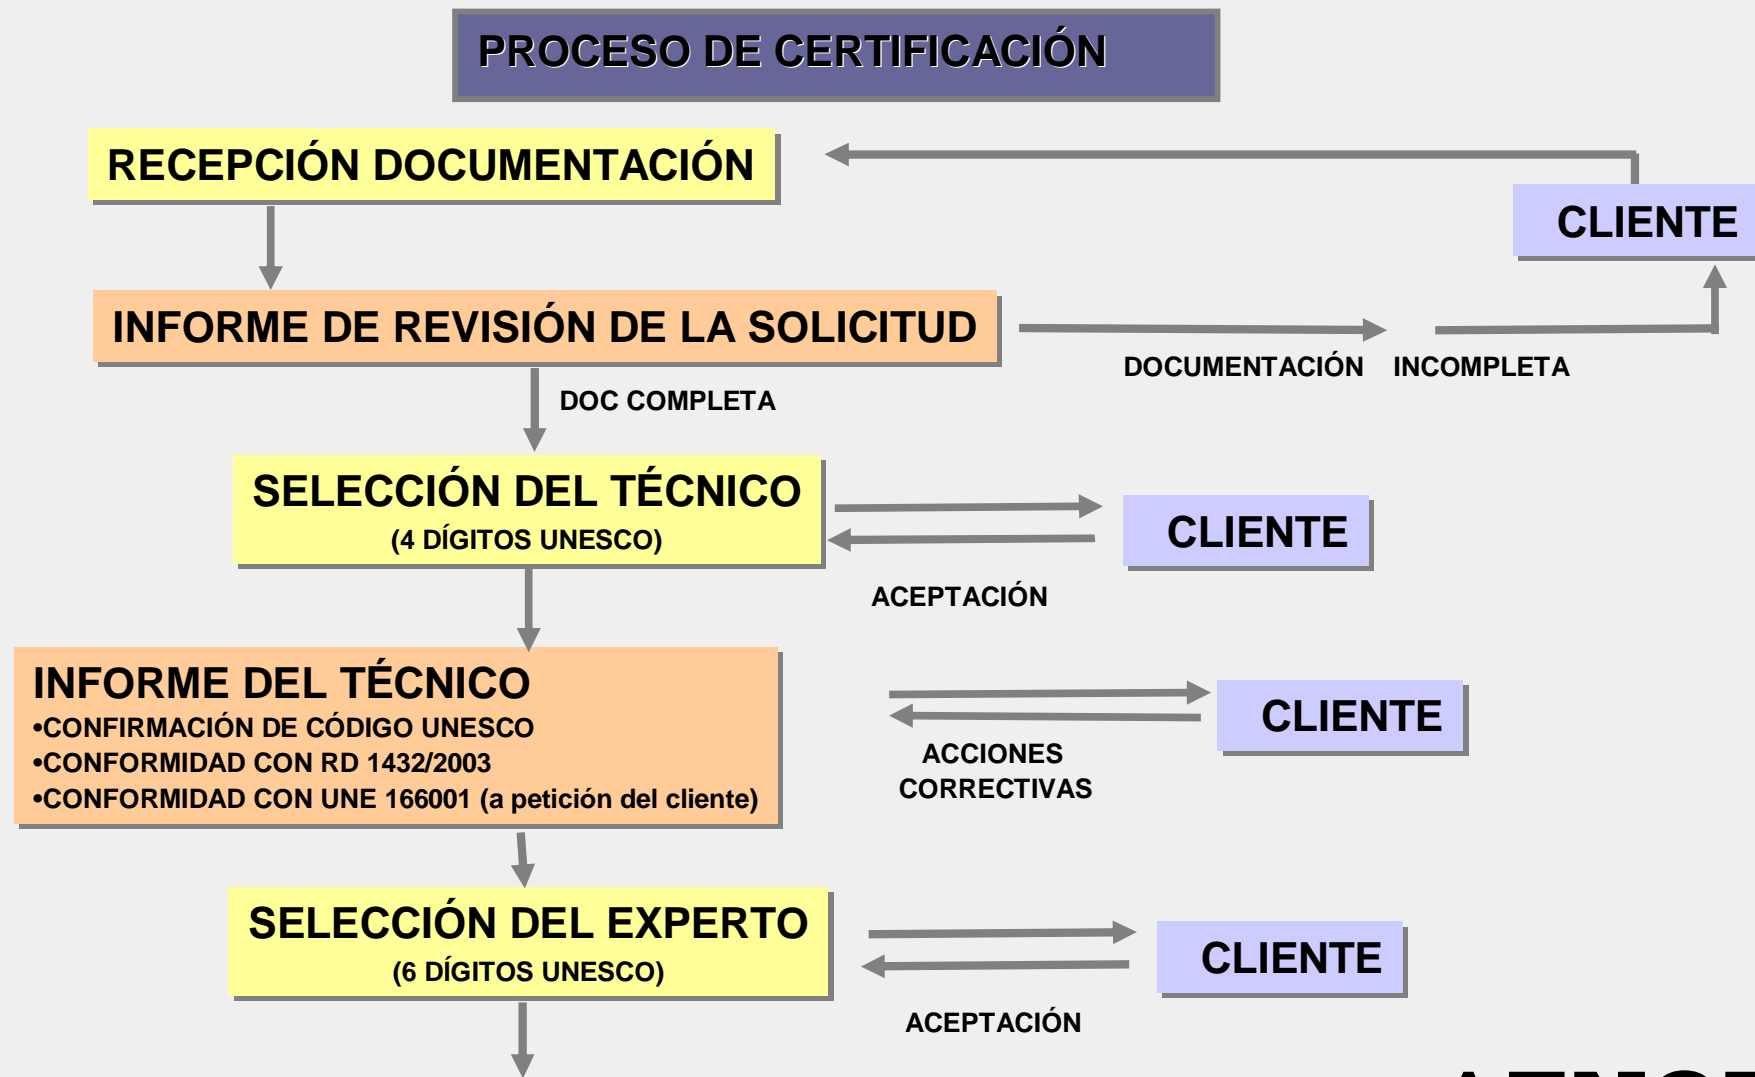 PROCESO DE CERTIFICACIÓN
RECEPCIÓN DOCUMENTACIÓN
CLIENTE
INFORME DE REVISIÓN DE LA SOLICITUD
DOCUMENTACIÓN INCOMPLETA
DOC COMPLETA
SELECCIÓN DEL TÉCNICO
(4 DÍGITOS UNESCO)
CLIENTE
ACEPTACIÓN
INFORME DEL TÉCNICO
•CONFIRMACIÓN DE CÓDIGO UNESCO
•CONFORMIDAD CON RD 1432/2003
•CONFORMIDAD CON UNE 166001 (a petición del cliente)
CLIENTE
ACCIONES
CORRECTIVAS
SELECCIÓN DEL EXPERTO
(6 DÍGITOS UNESCO)
CLIENTE
ACEPTACIÓN